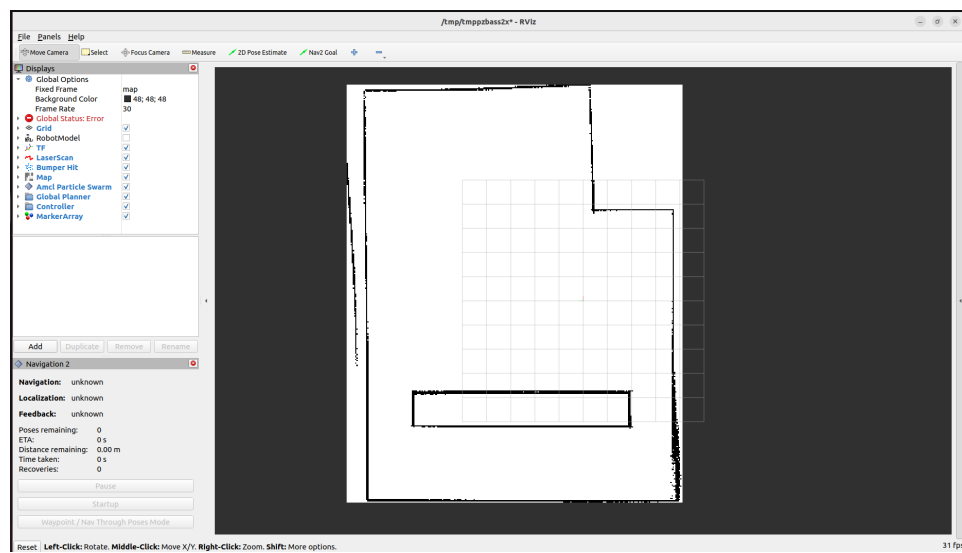 /tmp/tmppzbass2x* - RViz
File Panels Help
Move Camera Select Focus Camera Measure 2D Pose Estimate Nav2 Goal
Displays
Global Options
Fixed Frame map
Background Color 48; 48; 48
Frame Rate 30
Global Status: Error
Grid
RobotModel
TF
LaserScan
Bumper Hit
Map
Amcl Particle Swarm
Global Planner
Controller
MarkerArray
Add Duplicate Remove Rename
Navigation 2
Navigation: unknown
Localization: unknown
Feedback: unknown
Poses remaining: 0
ETA: 0 s
Distance remaining: 0.00 m
Time taken: 0 s
Recoveries: 0
Pause
Startup
Waypoint / Nav Through Poses Mode
Reset Left-Click: Rotate. Middle-Click: Move X/Y. Right-Click: Zoom. Shift: More options. 31 fps